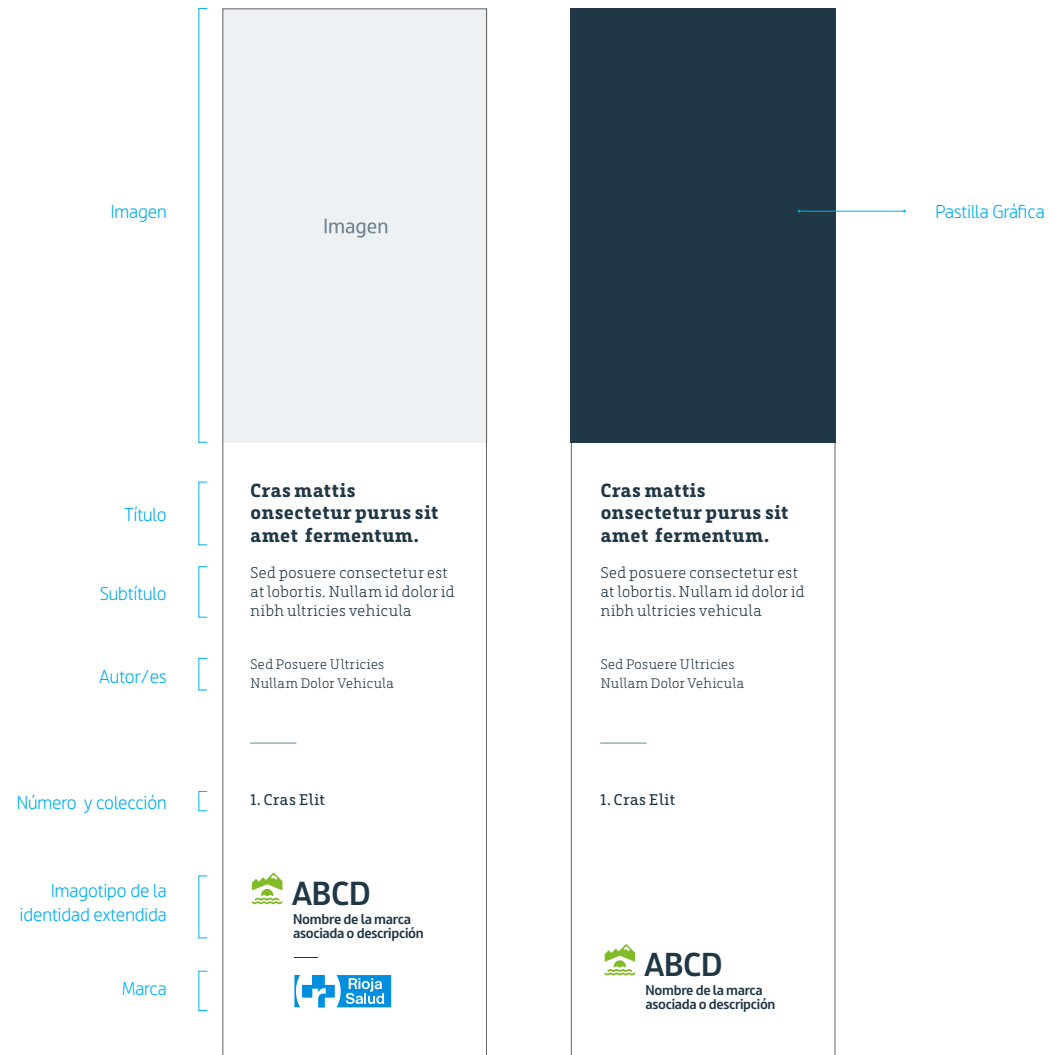 Imagen
Imagen
Pastilla Gráfica
Título
Cras mattis
onsectetur purus sit
amet fermentum.
Cras mattis
onsectetur purus sit
amet fermentum.
Subtítulo
Sed posuere consectetur est
at lobortis. Nullam id dolor id
nibh ultricies vehicula
Sed posuere consectetur est
at lobortis. Nullam id dolor id
nibh ultricies vehicula
Autor/es
Sed Posuere Ultricies
Nullam Dolor Vehicula
Sed Posuere Ultricies
Nullam Dolor Vehicula
Número y colección
1. Cras Elit
1. Cras Elit
Imagotipo de la
identidad extendida
ABCD
Nombre de la marca
asociada o descripción
Marca
Rioja
Salud
ABCD
Nombre de la marca
asociada o descripción